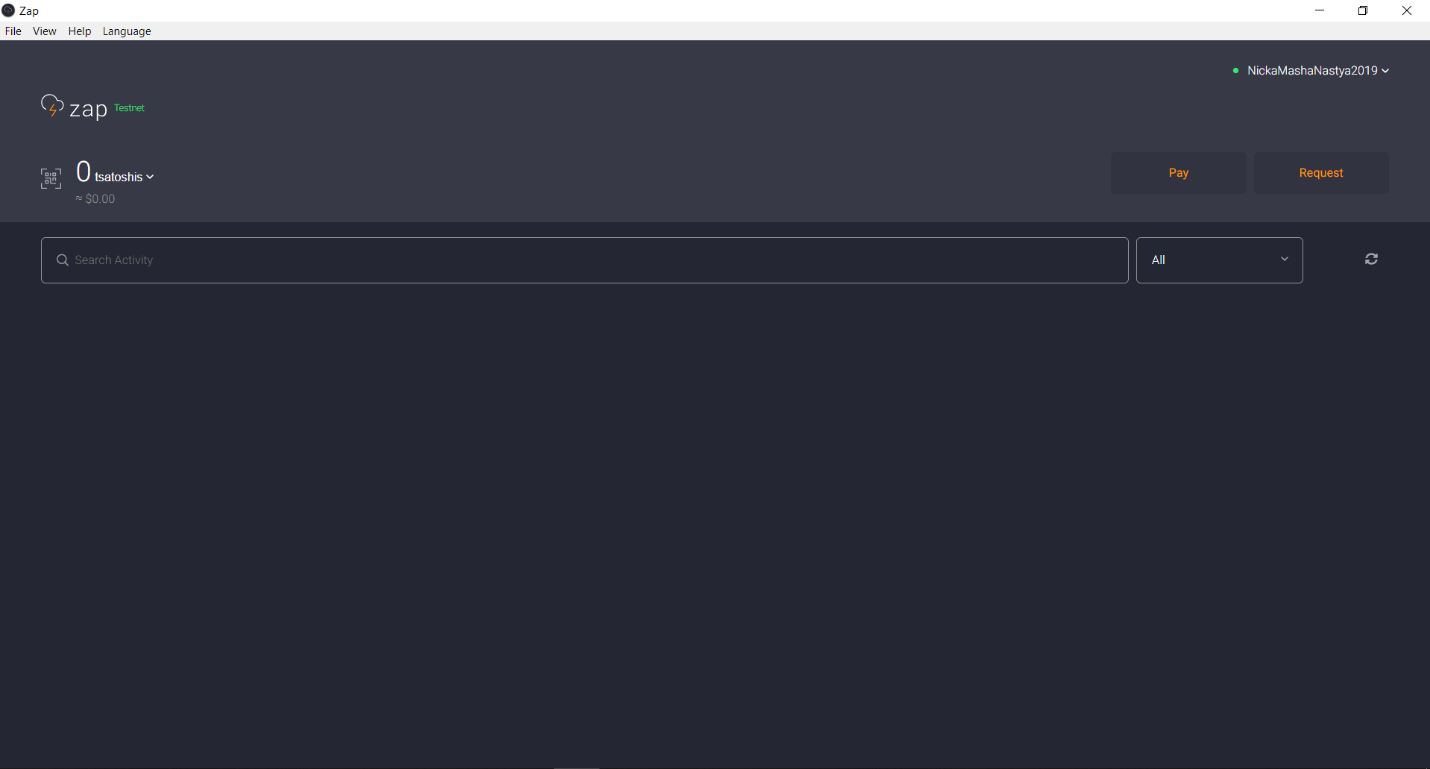 Zap
File View Help Language
NickaMashaNastya2019
zap Testnet
0 tsatoshis
≈ $0.00
Pay
Request
Search Activity
All